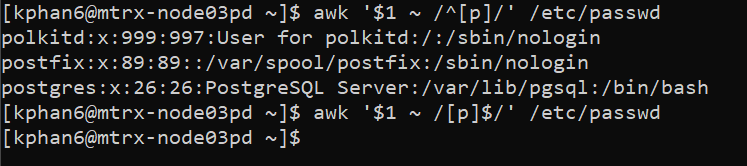 [kphan6@mtrx-node03pd ~]$ awk '$1 ~ /^[p]/' /etc/passwd
polkitd:x:999:997:User for polkitd:/:/sbin/nologin
postfix:x:89:89::/var/spool/postfix:/sbin/nologin
postgres:x:26:26:PostgreSQL Server:/var/lib/pgsql:/bin/bash
[kphan6@mtrx-node03pd ~]$ awk '$1 ~ /[p]$/' /etc/passwd
[kphan6@mtrx-node03pd ~]$